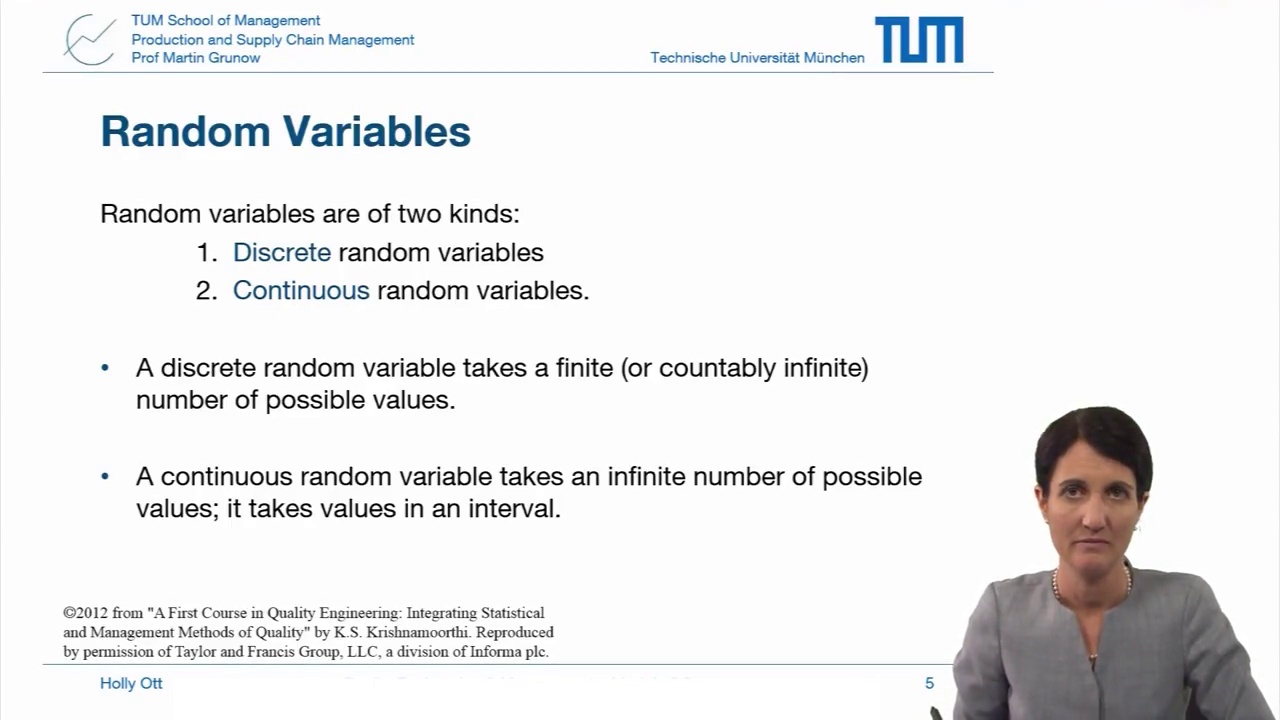 TUM School of Management
Production and Supply Chain Management
Prof Martin Grunow
Technische Universität München
TUM
Random Variables
Random variables are of two kinds:
1. Discrete random variables
2. Continuous random variables.
• A discrete random variable takes a finite (or countably infinite)
number of possible values.
• A continuous random variable takes an infinite number of possible
values; it takes values in an interval.
©2012 from "A First Course in Quality Engineering: Integrating Statistical
and Management Methods of Quality" by K.S. Krishnamoorthi. Reproduced
by permission of Taylor and Francis Group, LLC, a division of Informa plc.
Holly Ott
5